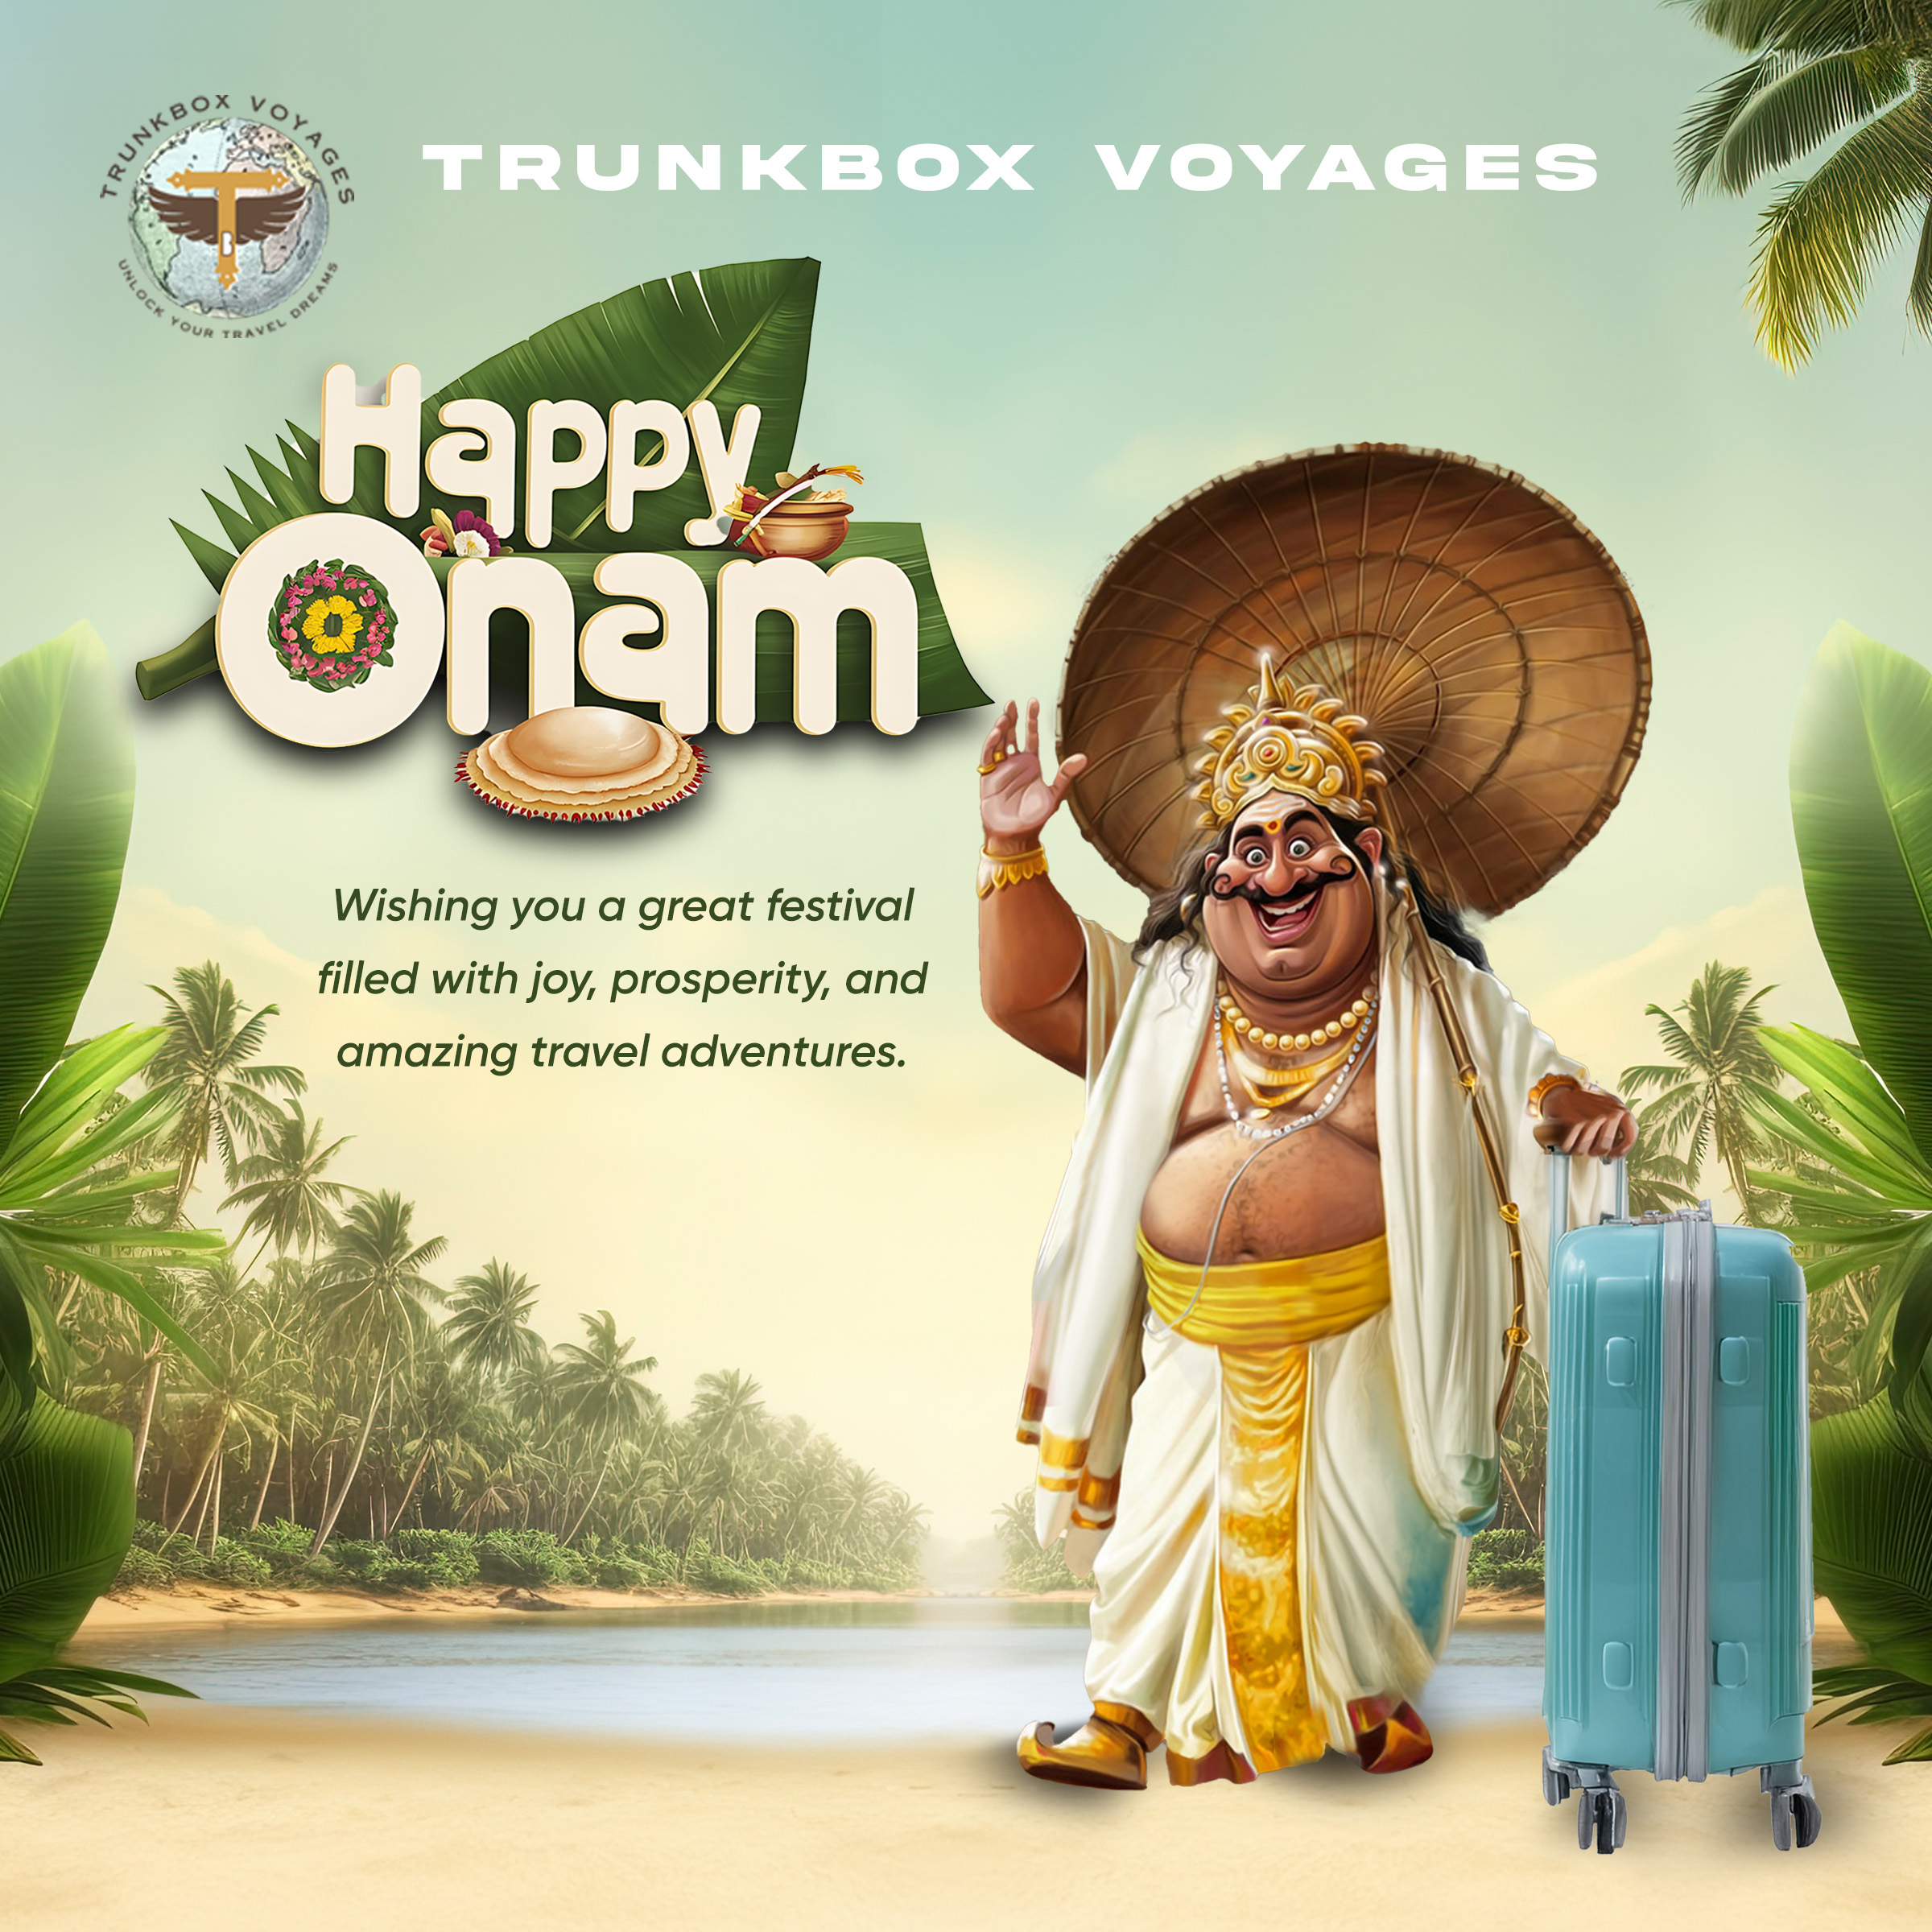 TRUNKBOX VOYAGES
T
B
UNLOCK YOUR TRAVEL DREAMS
TRUNKBOX VOYAGES
Happy
Onam
Wishing you a great festival
filled with joy, prosperity, and
amazing travel adventures.